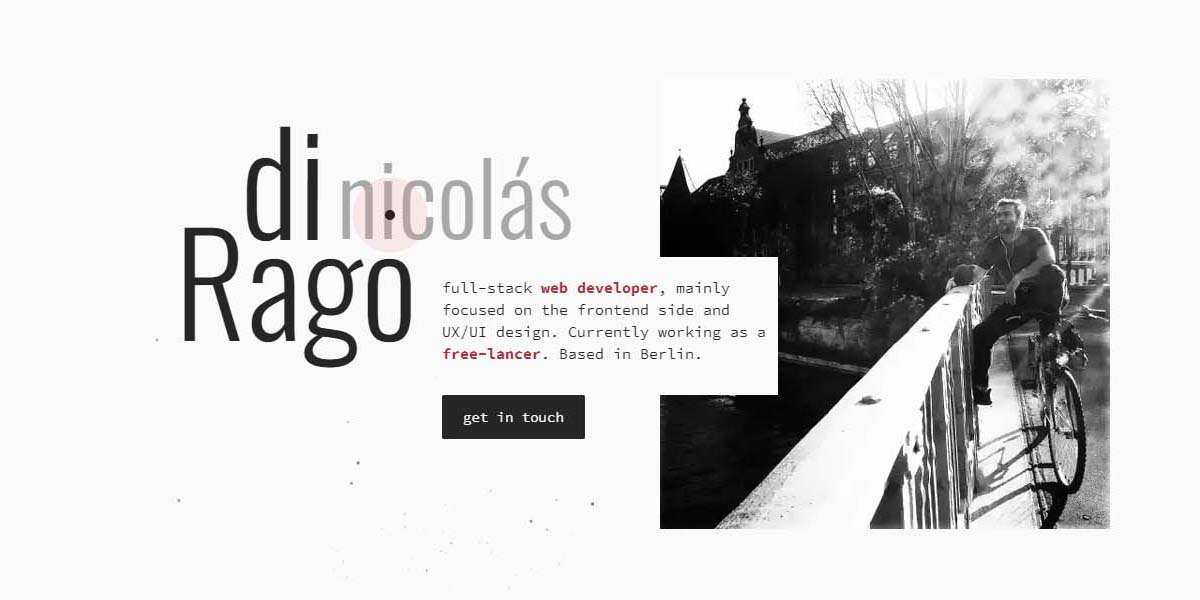 di nicolás
Rago
full-stack web developer, mainly
focused on the frontend side and
UX/UI design. Currently working as a
free-lancer. Based in Berlin.
get in touch